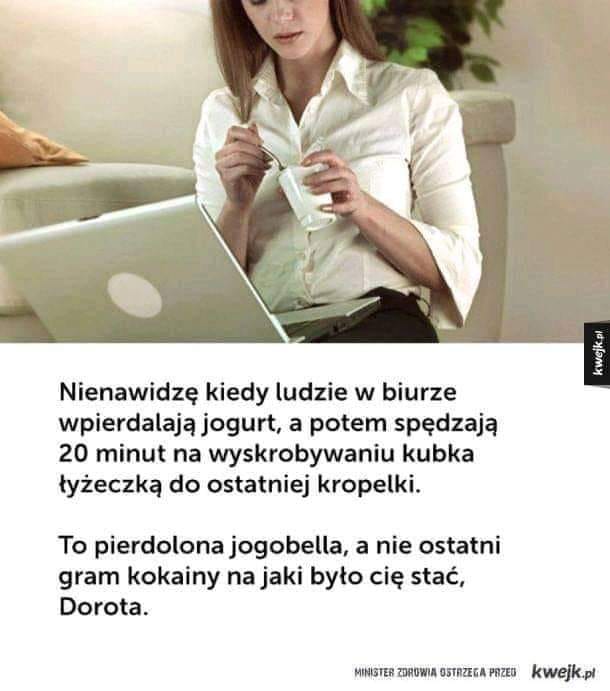 kwejk.pl
Nienawidzę kiedy ludzie w biurze
wpierdalają jogurt, a potem spędzają
20 minut na wyskrobywaniu kubka
łyżeczką do ostatniej kropelki.
To pierdolona jogobella, a nie ostatni
gram kokainy na jaki było cię stać,
Dorota.
MINISTER ZDROWIA OSTRZEGA PRZED kwejk.pl